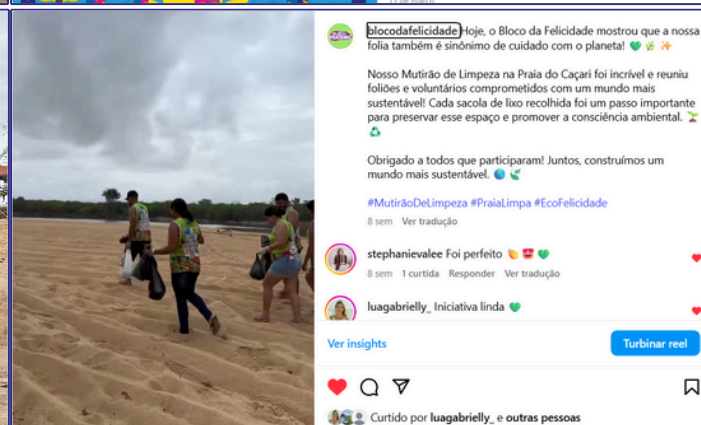 blocodafelicidade Hoje, o Bloco da Felicidade mostrou que a nossa
folia também é sinônimo de cuidado com o planeta! 💚 🌿 ✨
Nosso Mutirão de Limpeza na Praia do Caçari foi incrível e reuniu
foliões e voluntários comprometidos com um mundo mais
sustentável! Cada sacola de lixo recolhida foi um passo importante
para preservar esse espaço e promover a consciência ambiental. 🌱
♻️
Obrigado a todos que participaram! Juntos, construímos um
mundo mais sustentável. 🌎 🌿
#MutirãoDeLimpeza #PraiaLimpa #EcoFelicidade
8 sem Ver tradução
stephanievalee Foi perfeito 👏 😍 💚
8 sem 1 curtida Responder Ver tradução
luagabrielly_ Iniciativa linda 💚
Ver insights
Turbinar reel
Curtido por luagabrielly_ e outras pessoas